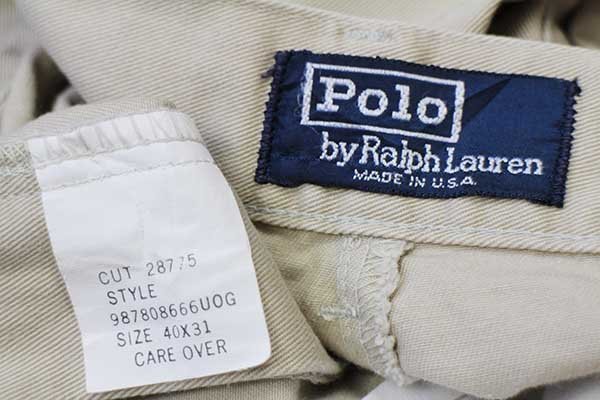 Polo
by Ralph Lauren
MADE IN U.S.A.
CUT 28775
STYLE
987808666UOG
SIZE 40X31
CARE OVER